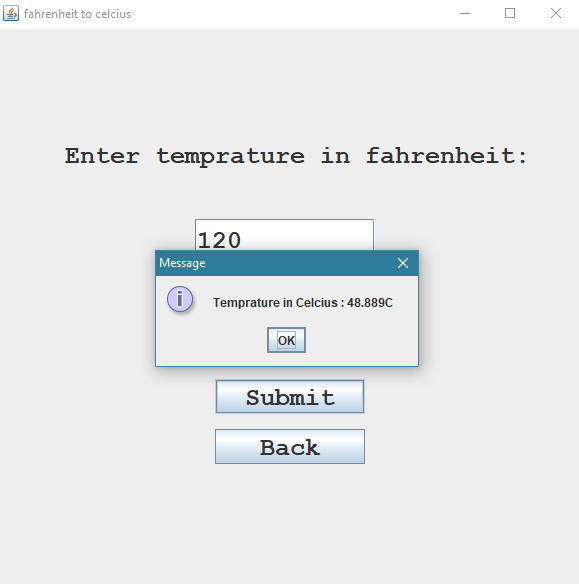 fahrenheit to celcius
Enter temprature in fahrenheit:
120
Message
Temprature in Celcius : 48.889C
OK
Submit
Back